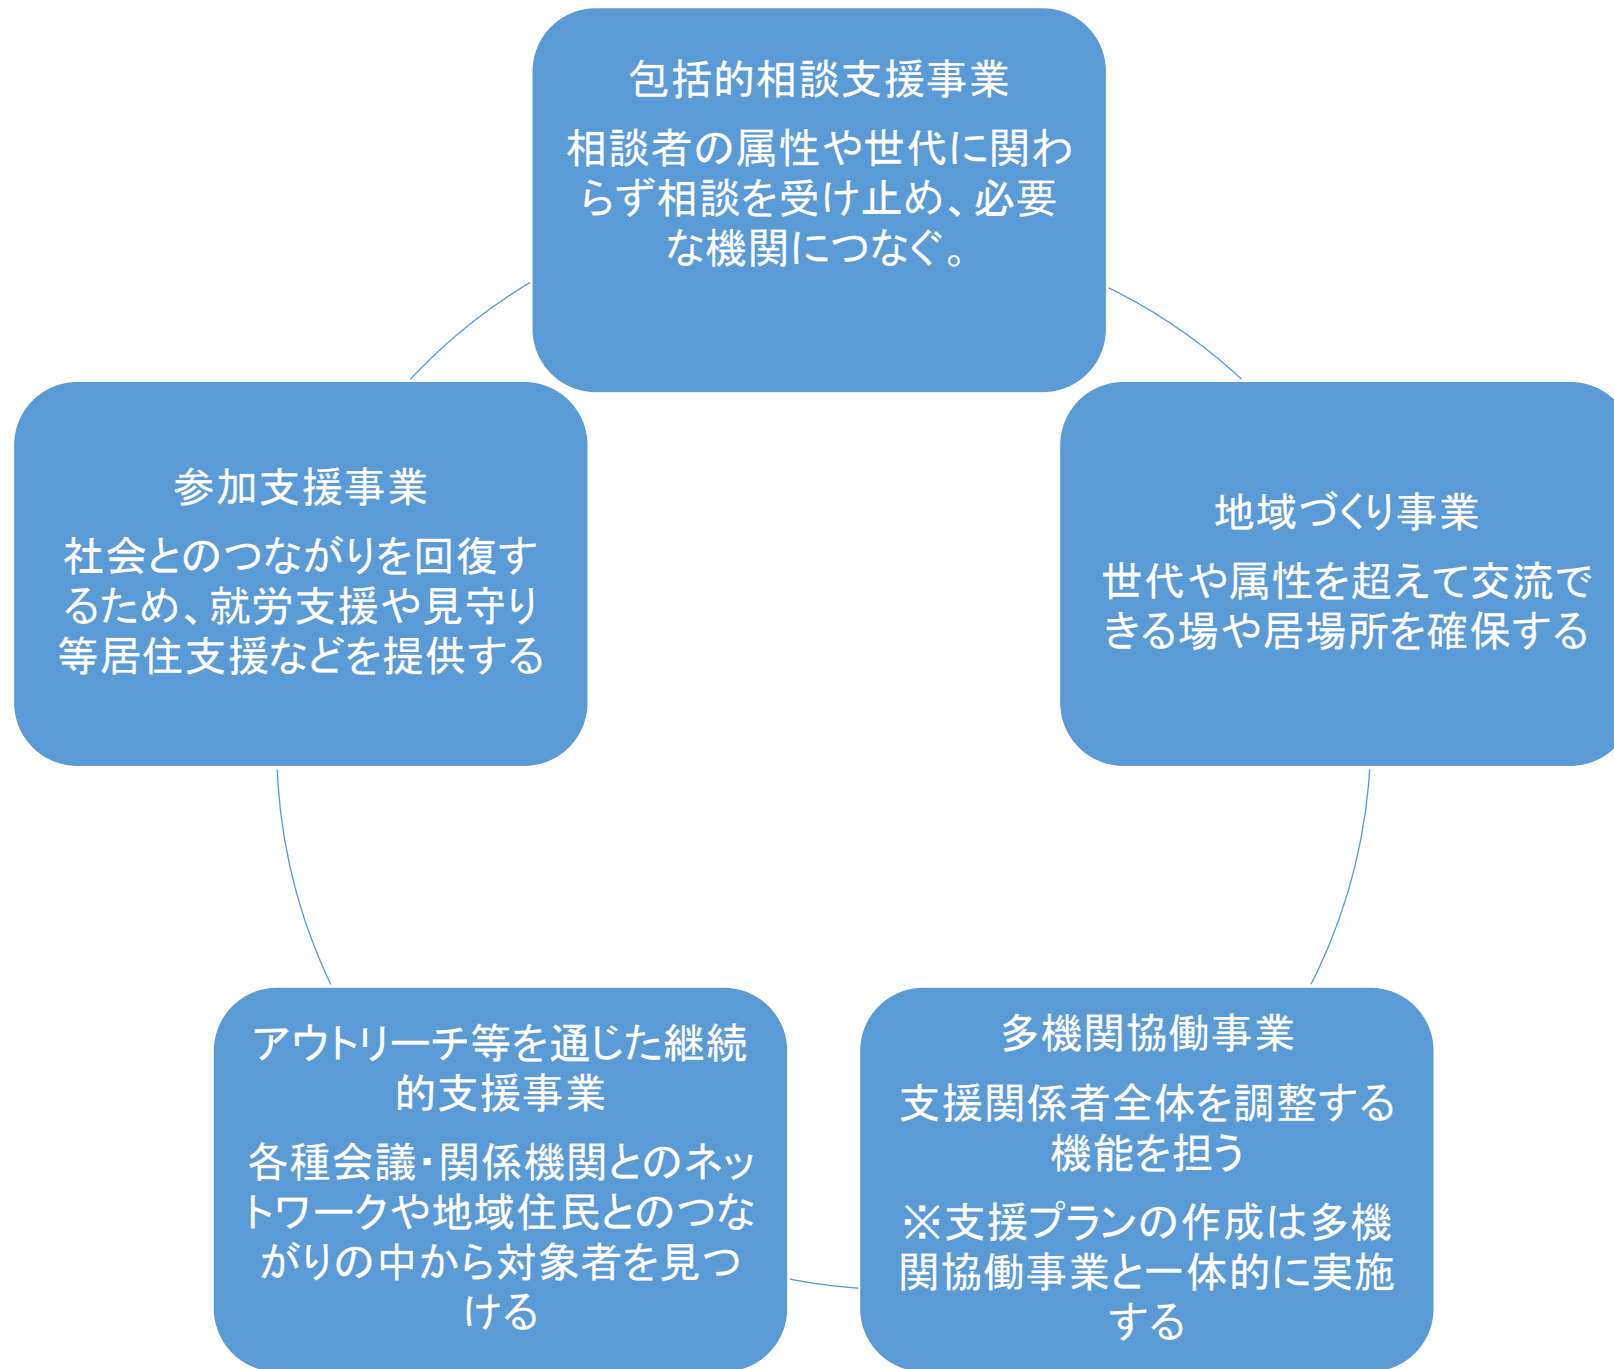 包括的相談支援事業
相談者の属性や世代に関わ
らず相談を受け止め、必要
な機関につなぐ。
参加支援事業
社会とのつながりを回復す
るため、就労支援や見守り
等居住支援などを提供する
地域づくり事業
世代や属性を超えて交流で
きる場や居場所を確保する
アウトリーチ等を通じた継続
的支援事業
各種会議・関係機関とのネッ
トワークや地域住民とのつな
がりの中から対象者を見つ
ける
多機関協働事業
支援関係者全体を調整する
機能を担う
※支援プランの作成は多機
関協働事業と一体的に実施
する